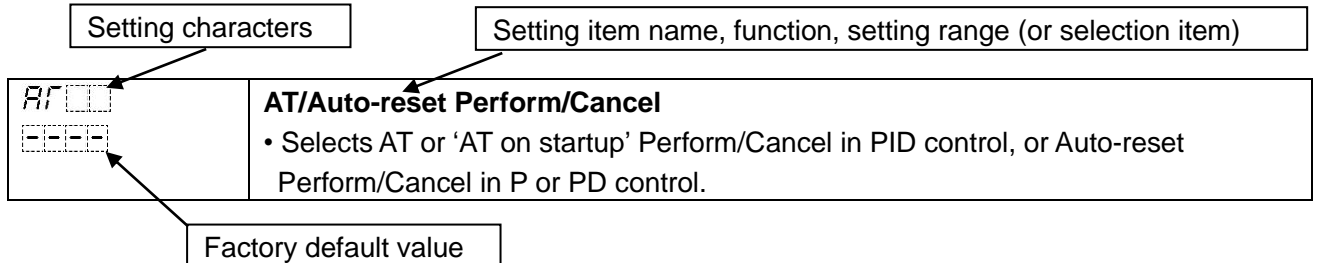 Setting characters
Setting item name, function, setting range (or selection item)
AT
AT/Auto-reset Perform/Cancel
----
• Selects AT or ‘AT on startup’ Perform/Cancel in PID control, or Auto-reset
Perform/Cancel in P or PD control.
Factory default value